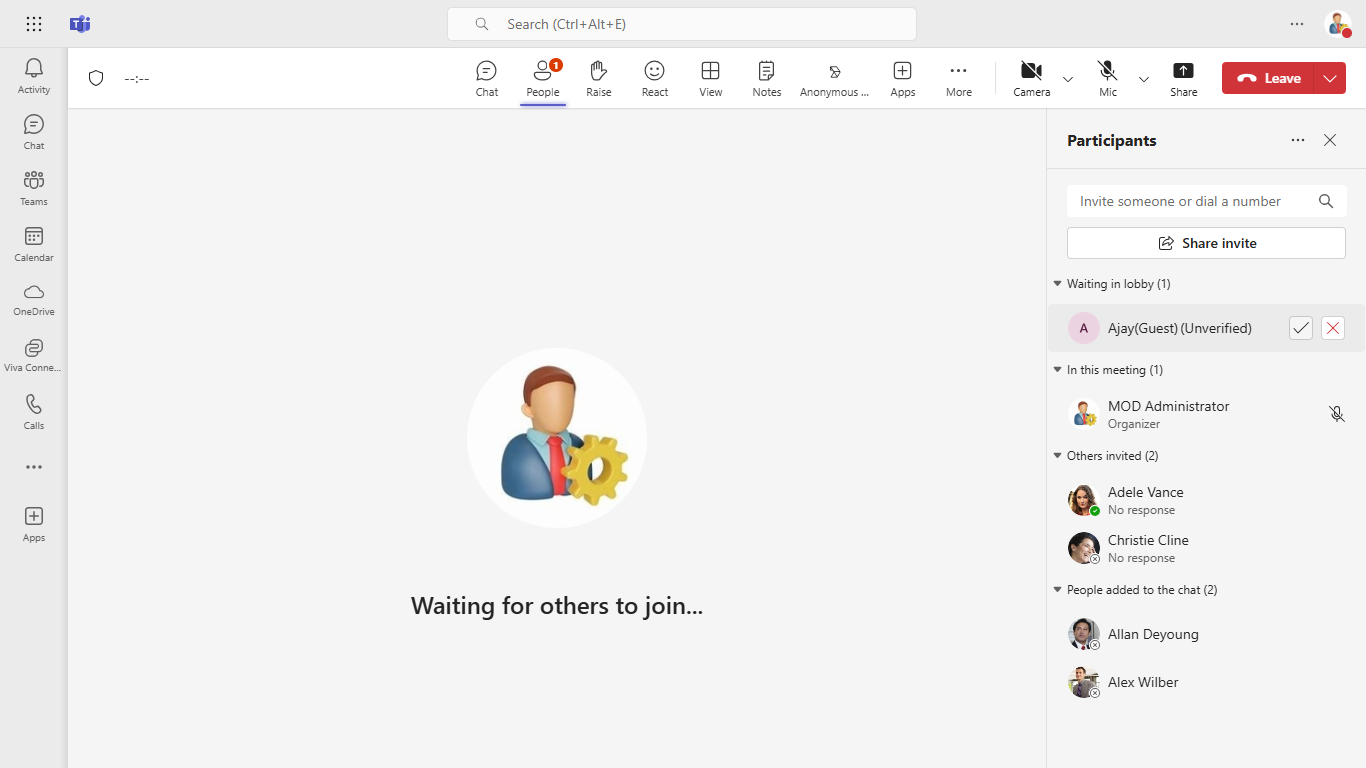 Search (Ctrl+Alt+E)
Activity
Chat
Teams
Calendar
OneDrive
Viva Conne...
Calls
Apps
--:--
Chat
People
1
Raise
React
View
Notes
Anonymous ...
Apps
More
Camera
Mic
Share
Leave
Waiting for others to join...
Participants
Invite someone or dial a number
Share invite
Waiting in lobby (1)
A
Ajay(Guest) (Unverified)
In this meeting (1)
MOD Administrator
Organizer
Others invited (2)
Adele Vance
No response
Christie Cline
No response
People added to the chat (2)
Allan Deyoung
Alex Wilber